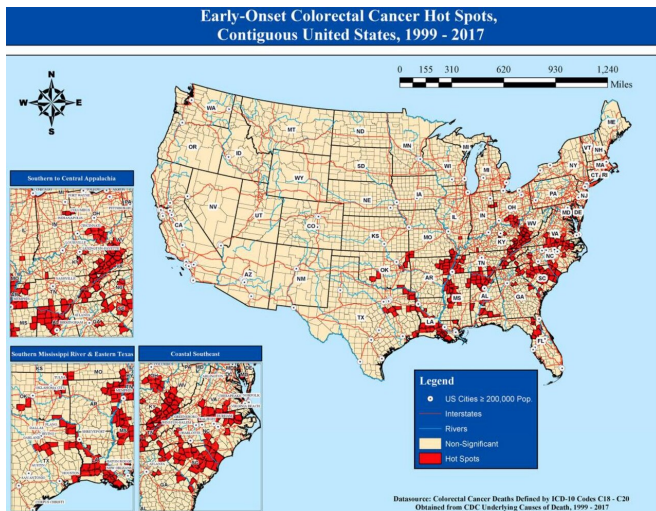 Early-Onset Colorectal Cancer Hot Spots,
Contiguous United States, 1999 - 2017
N
W E
S
0 155 310 620 930 1,240
Miles
WA
MT
ND
MN
MI
ME
OR
ID
SD
WI
MI
VT
NH
NY
MA
CT RI
WY
IA
PA
NJ
NE
OH
MD DE
NV
UT
IL
IN
WV
CA
CO
KS
MO
KY
VA
AZ
NM
OK
AR
TN
NC
SC
TX
MS
AL
GA
LA
FL
Southern to Central Appalachia
Southern Mississippi River & Eastern Texas
Coastal Southeast
Legend
US Cities ≥ 200,000 Pop.
Interstates
Rivers
Non-Significant
Hot Spots
Datasource: Colorectal Cancer Deaths Defined by ICD-10 Codes C18 - C20
Obtained from CDC Underlying Causes of Death, 1999 - 2017